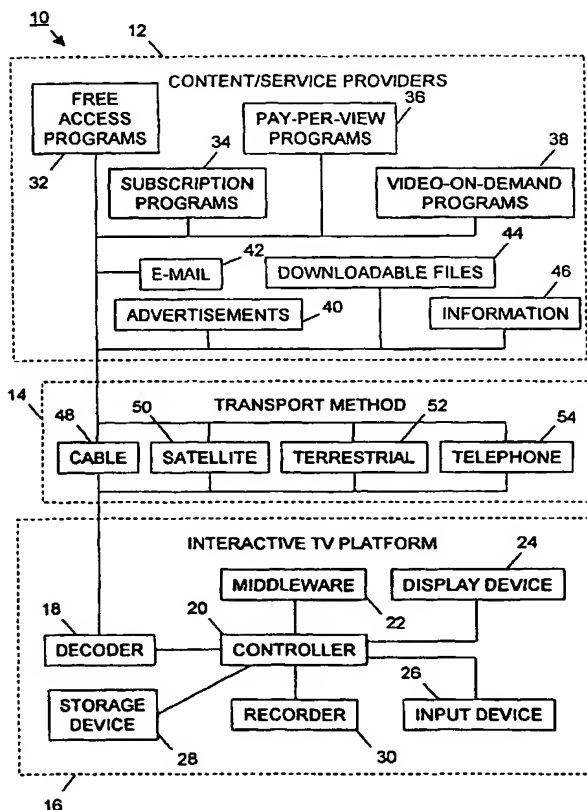 10
12
CONTENT/SERVICE PROVIDERS
FREE
ACCESS
PROGRAMS
32
PAY-PER-VIEW
PROGRAMS
36
34
SUBSCRIPTION
PROGRAMS
38
VIDEO-ON-DEMAND
PROGRAMS
E-MAIL
42
44
DOWNLOADABLE FILES
ADVERTISEMENTS
40
46
INFORMATION
14
TRANSPORT METHOD
48
CABLE
50
SATELLITE
52
TERRESTRIAL
54
TELEPHONE
INTERACTIVE TV PLATFORM
MIDDLEWARE
22
24
DISPLAY DEVICE
18
DECODER
20
CONTROLLER
STORAGE
DEVICE
28
RECORDER
30
26
INPUT DEVICE
16